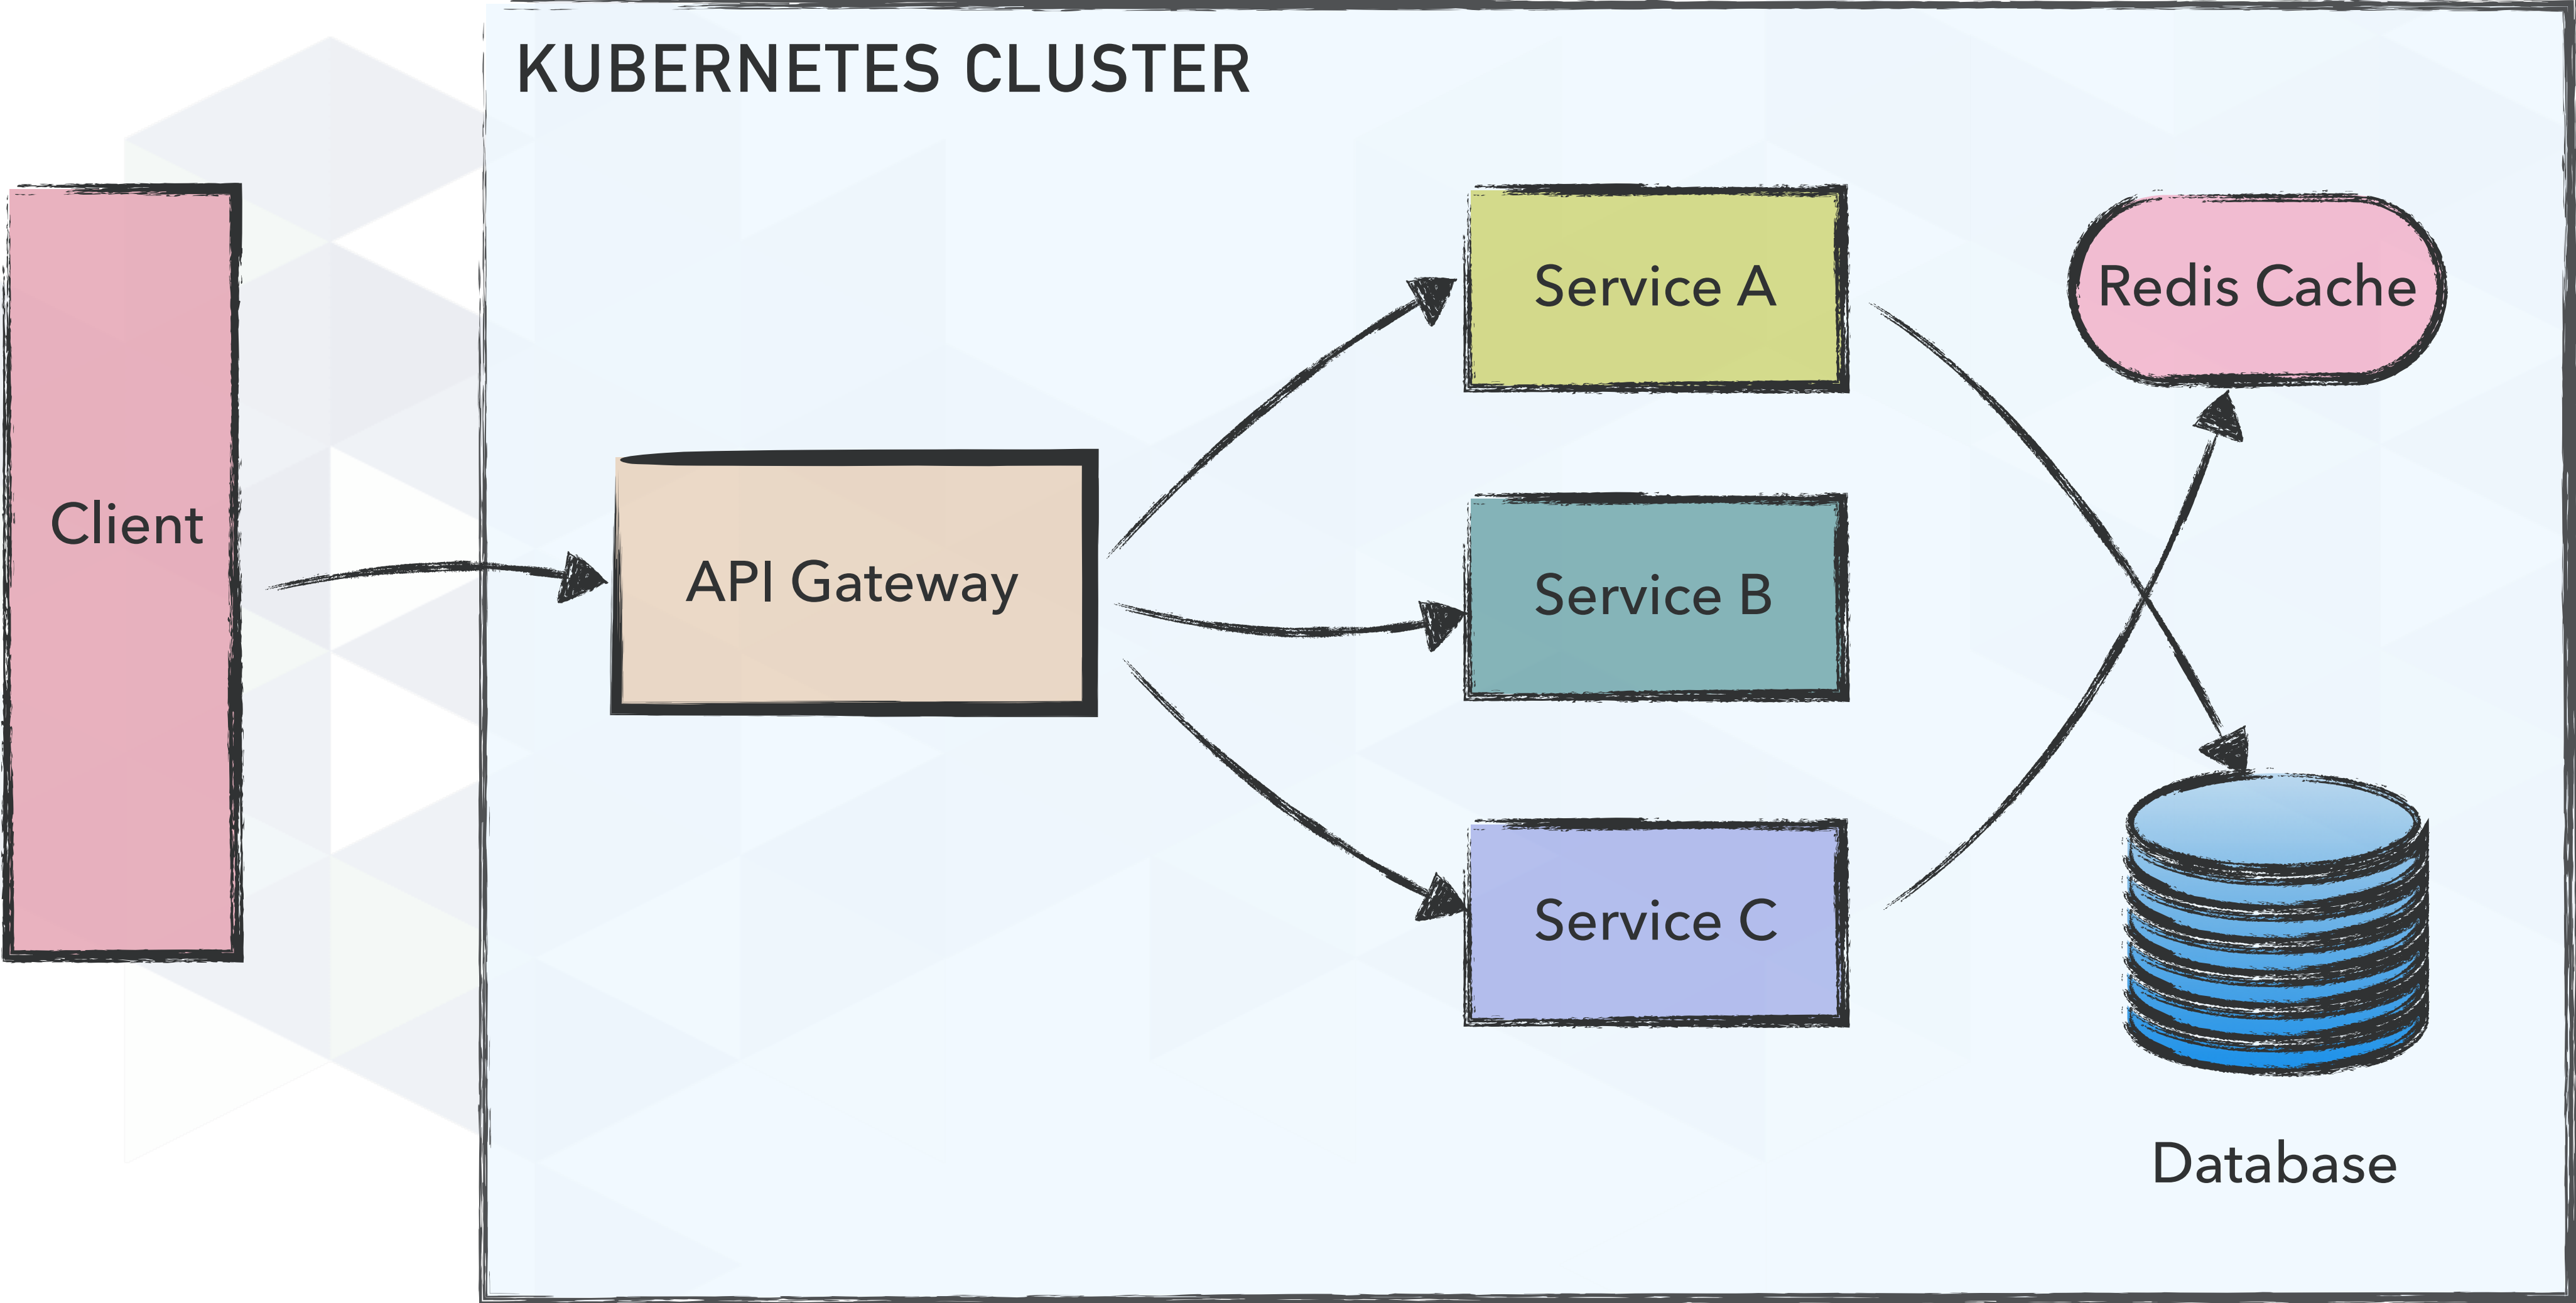 KUBERNETES CLUSTER
Client
API Gateway
Service A
Service B
Service C
Redis Cache
Database